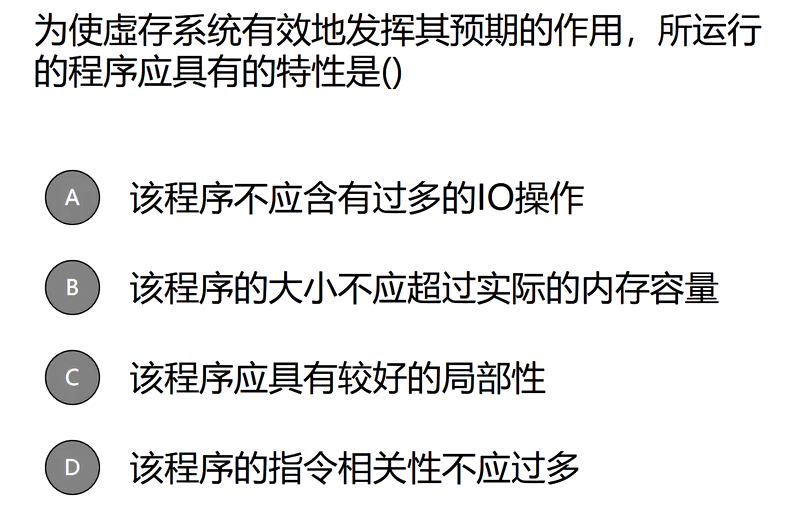 为使虚存系统有效地发挥其预期的作用，所运行
的程序应具有的特性是()
A 该程序不应含有过多的IO操作
B 该程序的大小不应超过实际的内存容量
C 该程序应具有较好的局部性
D 该程序的指令相关性不应过多